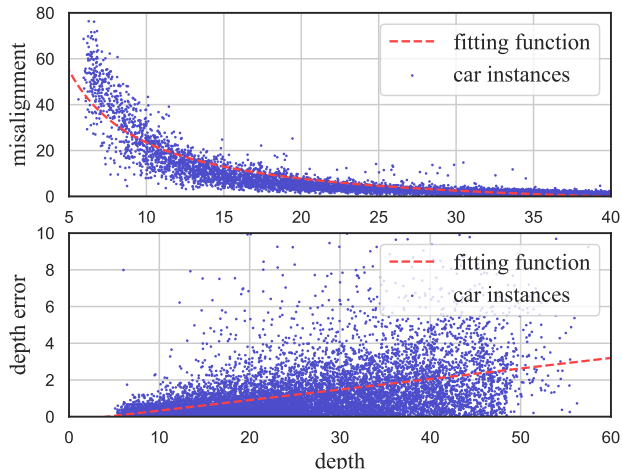 80
60
40
20
0
misalignment
fitting function
car instances
5 10 15 20 25 30 35 40
10
8
6
4
2
0
depth error
fitting function
car instances
0 10 20 30 40 50 60
depth